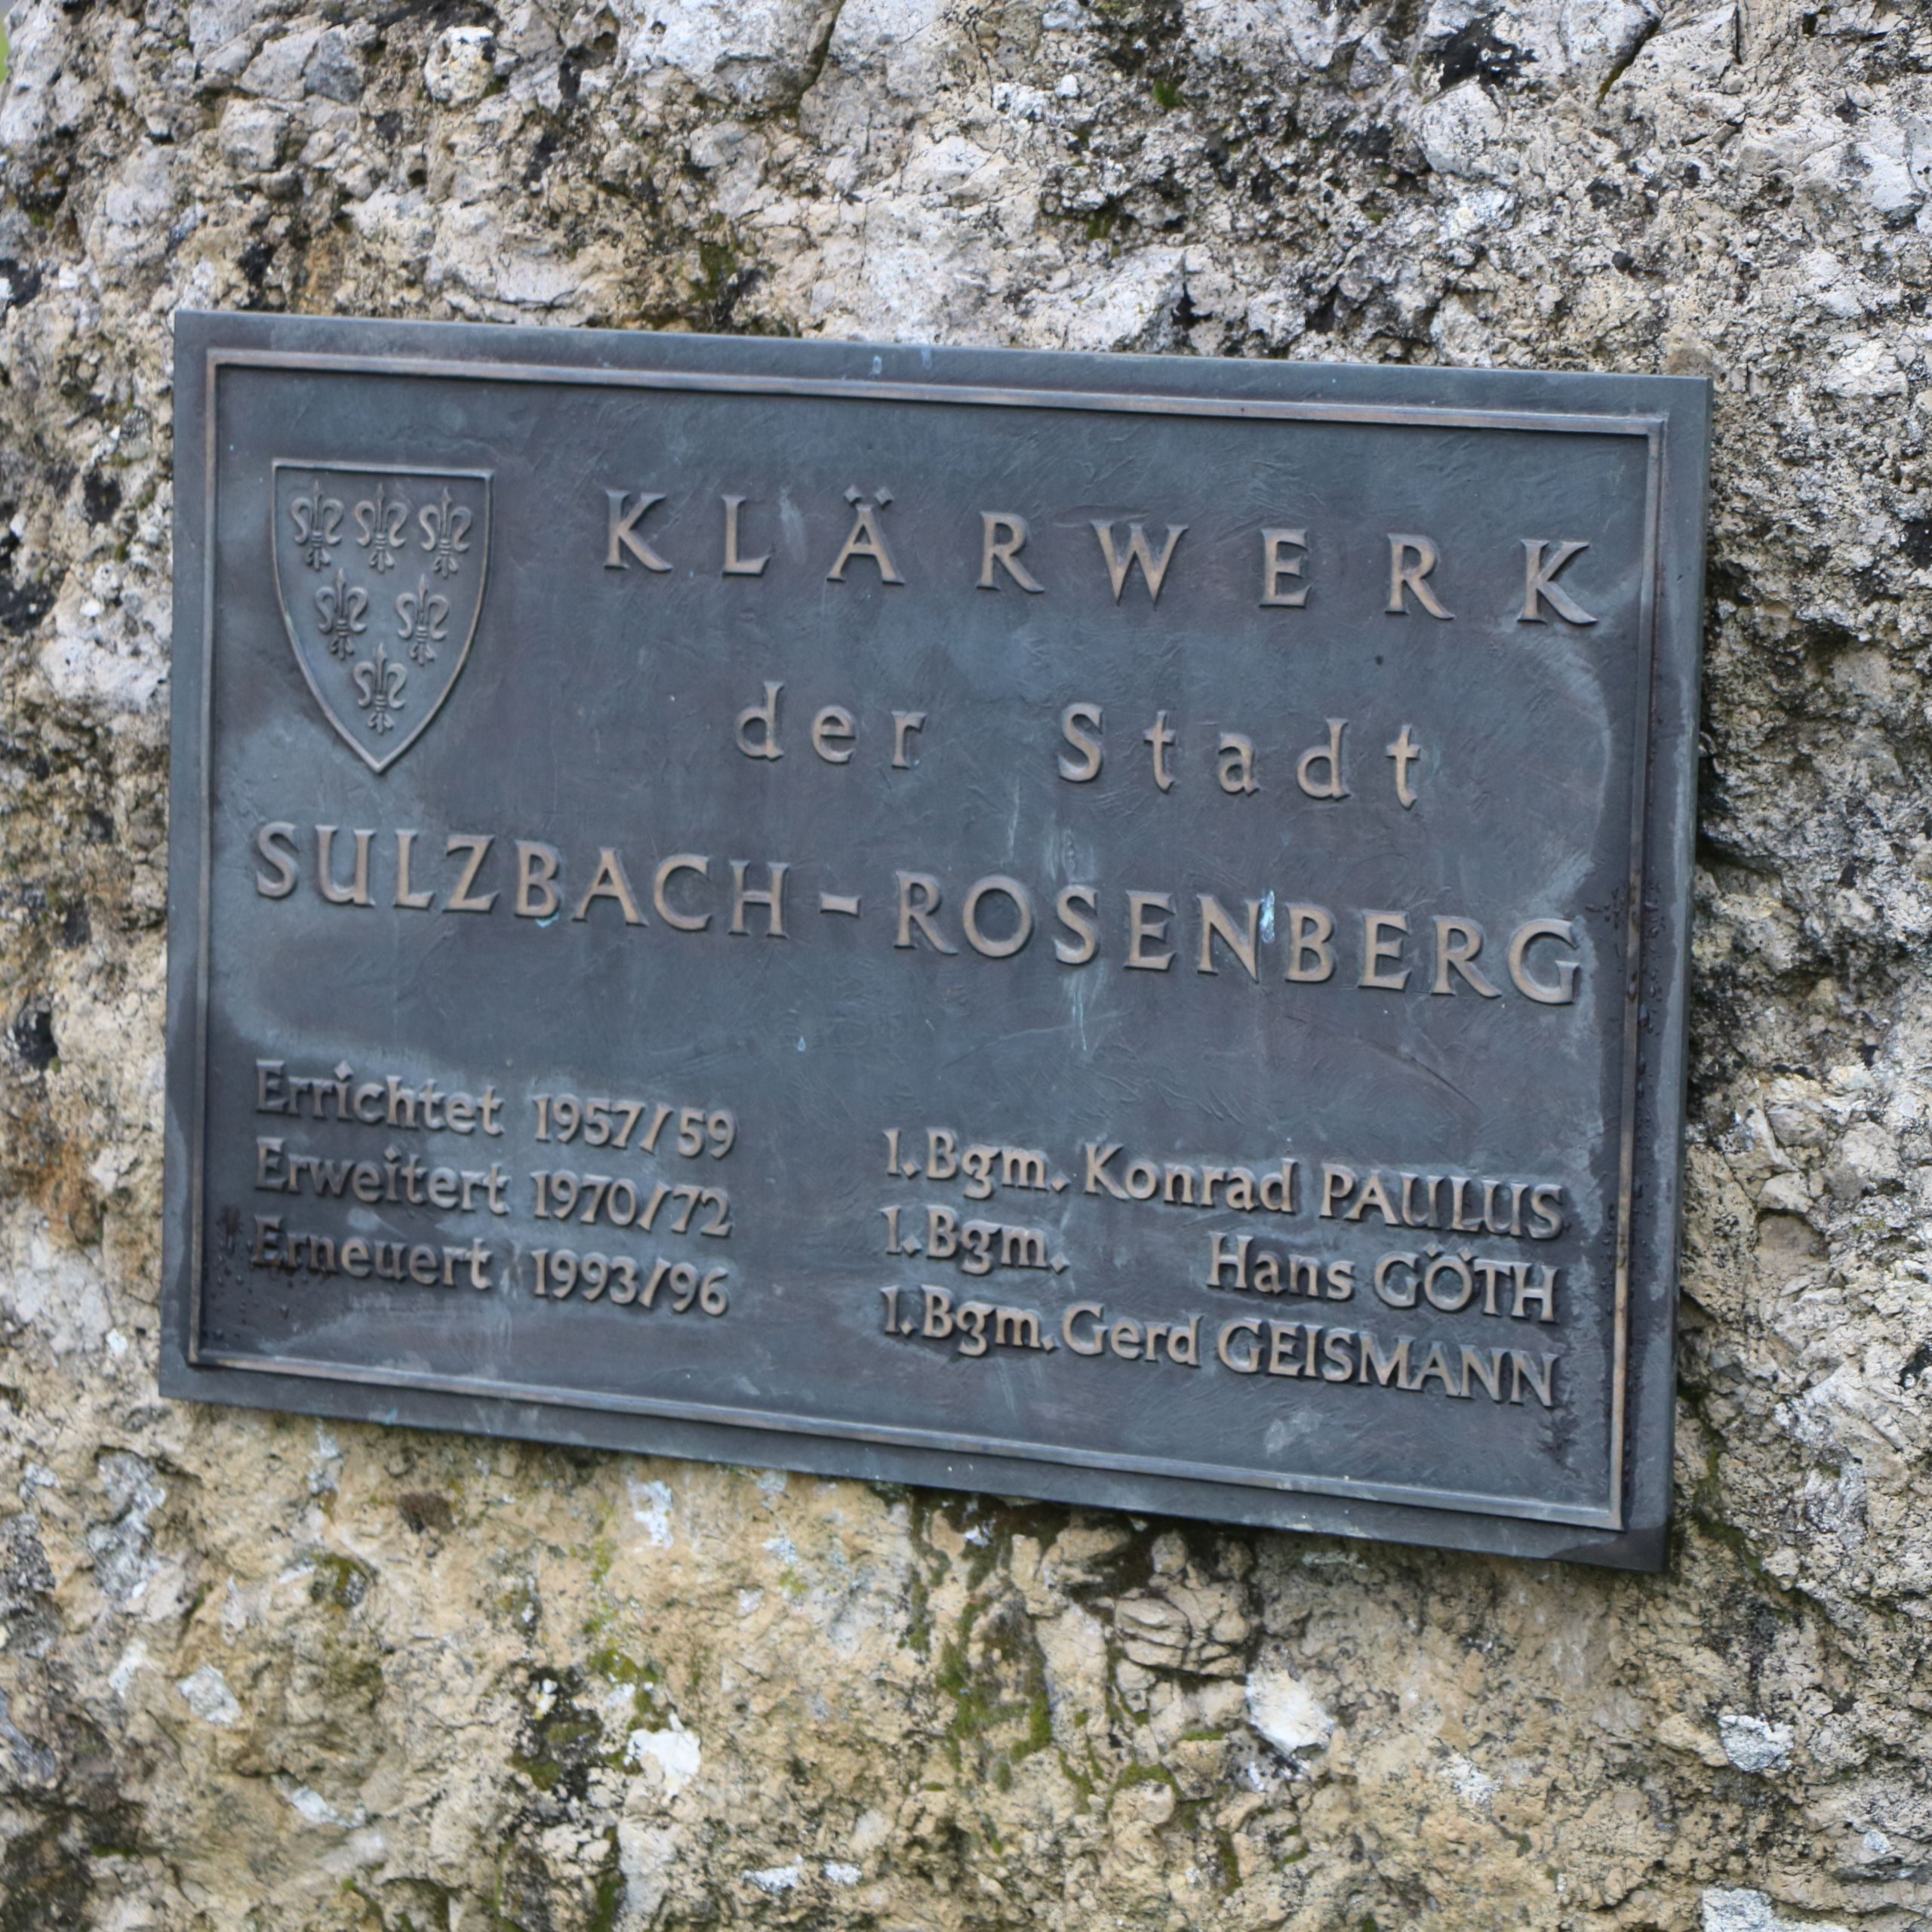 KLÄRWERK
der Stadt
SULZBACH-ROSENBERG
Errichtet 1957/59 1.Bgm. Konrad PAULUS
Erweitert 1970/72 1.Bgm. Hans GÖTH
Erneuert 1993/96 1.Bgm. Gerd GEISMANN